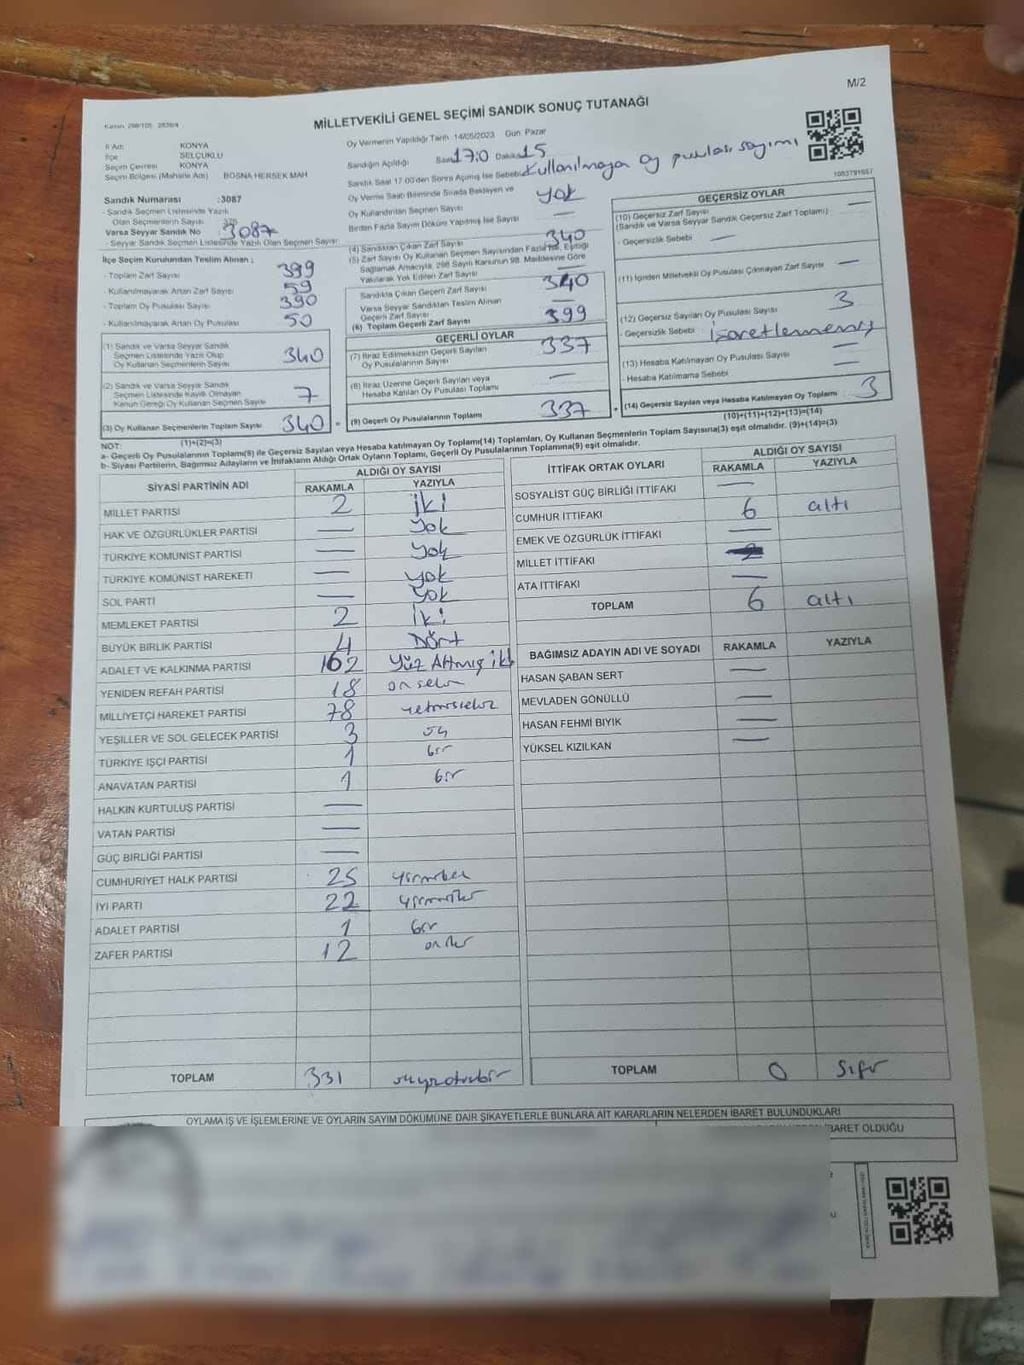 M/2
MİLLETVEKİLİ GENEL SEÇİMİ SANDIK SONUÇ TUTANAĞI
İl Adı KONYA
İlçe SELÇUKLU
Seçim Çevresi KONYA
Seçim Bölgesi (Mahalle Adı) BOSNA HERSEK MAH
Sandık Numarası :3087
- Sandık Seçmen Listesinde Yazılı
Olan Seçmenlerin Sayısı
Varsa Seyyar Sandık No 3087
- Seyyar Sandık Seçmen Listesinde Yazılı Olan Seçmen Sayısı
İlçe Seçim Kurulundan Teslim Alınan ;
- Toplam Zarf Sayısı 399
- Kullanılmayarak Artan Zarf Sayısı 59
- Toplam Oy Pusulası Sayısı 390
- Kullanılmayarak Artan Oy Pusulası 50
(1) Sandık ve Varsa Seyyar Sandık
Seçmen Listesinde Yazılı Olup
Oy Kullanan Seçmen Sayısı 340
(2) Sandık ve Varsa Seyyar Sandık
Seçmen Listesinde Kayıtlı Olmayan
Kanun Gereği Oy Kullanan Seçmen Sayısı 7
(3) Oy Kullanan Seçmenlerin Toplam Sayısı 340
(1)+(2)=(3)
Oy Vermenin Yapıldığı Tarih 14/05/2023 Gün Pazar
Sandığın Açıldığı Saat 17:0 Dakika 15
Sandık Saat 17:00'den Sonra Açılmış İse Sebebi Kullanılmayan Oy pusulası sayımı
Oy Verme Saati Bitiminde Sırada Bekleyen ve
Oy Kullandırılan Seçmen Sayısı yok
Birden Fazla Sayım Döküm Yapılmış İse Sayısı —
(4) Sandıktan Çıkan Zarf Sayısı 340
(5) Zarf Sayısı Oy Kullanan Seçmen Sayısından Fazla ise, Eşitliği
Sağlamak Amacıyla, 298 Sayılı Kanunun 98. Maddesine Göre
Yakılarak Yok Edilen Zarf Sayısı —
Sandıkta Çıkan Geçerli Zarf Sayısı 340
Varsa Seyyar Sandıktan Teslim Alınan
Geçerli Zarf Sayısı —
(6) Toplam Geçerli Zarf Sayısı 399
GEÇERLİ OYLAR
(7) İtiraz Edilmeksizin Geçerli Sayılan
Oy Pusulalarının Sayısı 337
(8) İtiraz Üzerine Geçerli Sayılan veya
Hesaba Katılan Oy Pusulası Toplamı —
(9) Geçerli Oy Pusulalarının Toplamı 337
1083791657
GEÇERSİZ OYLAR
(10) Geçersiz Zarf Sayısı
(Sandık ve Varsa Seyyar Sandık Geçersiz Zarf Toplamı) —
- Geçersizlik Sebebi —
(11) İçinden Milletvekili Oy Pusulası Çıkmayan Zarf Sayısı —
(12) Geçersiz Sayılan Oy Pusulası Sayısı 3
- Geçersizlik Sebebi İşaretlenmemiş
(13) Hesaba Katılmayan Oy Pusulası Sayısı —
- Hesaba Katılmama Sebebi —
(14) Geçersiz Sayılan veya Hesaba Katılmayan Oy Toplamı 3
(10)+(11)+(12)+(13)=(14)
NOT:
a- Geçerli Oy Pusulalarının Toplamı(9) ile Geçersiz Sayılan veya Hesaba Katılmayan Oy Toplamı(14) Toplamları, Oy Kullanan Seçmenlerin Toplam Sayısına(3) eşit olmalıdır. (9)+(14)=(3)
b- Siyasi Partilerin, Bağımsız Adayların ve İttifakların Aldığı Ortak Oyların Toplamı, Geçerli Oy Pusulalarının Toplamına(9) eşit olmalıdır.
SİYASİ PARTİNİN ADI ALDIĞI OY SAYISI
RAKAMLA YAZIYLA
MİLLET PARTİSİ 2 iki
HAK VE ÖZGÜRLÜKLER PARTİSİ — yok
TÜRKİYE KOMÜNİST PARTİSİ — yok
TÜRKİYE KOMÜNİST HAREKETİ — yok
SOL PARTİ — yok
MEMLEKET PARTİSİ 2 iki
BÜYÜK BİRLİK PARTİSİ 4 Dört
ADALET VE KALKINMA PARTİSİ 162 Yüz Altmış iki
YENİDEN REFAH PARTİSİ 18 onsekiz
MİLLİYETÇİ HAREKET PARTİSİ 78 yetmişsekiz
YEŞİLLER VE SOL GELECEK PARTİSİ 3 üç
TÜRKİYE İŞÇİ PARTİSİ 1 bir
ANAVATAN PARTİSİ 1 bir
HALKIN KURTULUŞ PARTİSİ —
VATAN PARTİSİ —
GÜÇ BİRLİĞİ PARTİSİ —
CUMHURİYET HALK PARTİSİ 25 yirmibeş
İYİ PARTİ 22 yirmiiki
ADALET PARTİSİ 1 bir
ZAFER PARTİSİ 12 oniki
TOPLAM 331 üçyüzotuzbir
İTTİFAK ORTAK OYLARI ALDIĞI OY SAYISI
RAKAMLA YAZIYLA
SOSYALİST GÜÇ BİRLİĞİ İTTİFAKI —
CUMHUR İTTİFAKI 6 altı
EMEK VE ÖZGÜRLÜK İTTİFAKI —
MİLLET İTTİFAKI
ATA İTTİFAKI —
TOPLAM 6 altı
BAĞIMSIZ ADAYIN ADI VE SOYADI RAKAMLA YAZIYLA
HASAN ŞABAN SERT —
MEVLADEN GÖNÜLLÜ —
HASAN FEHMİ BIYIK —
YÜKSEL KIZILKAN —
TOPLAM 0 Sıfır
OYLAMA İŞ VE İŞLEMLERİNE VE OYLARIN SAYIM DÖKÜMÜNE DAİR ŞİKAYETLERLE BUNLARA AİT KARARLARIN NELERDEN İBARET BULUNDUKLARI
İBARET OLDUĞU